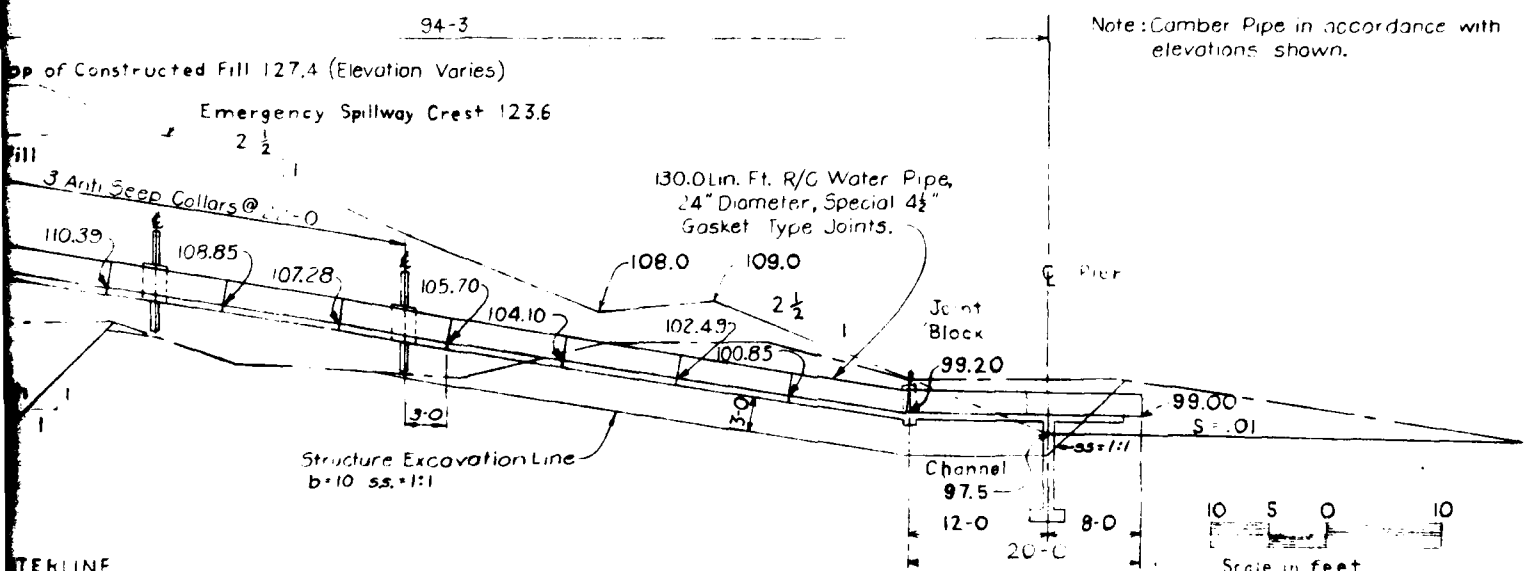 94-3
Note: Camber Pipe in accordance with
elevations shown.
of Constructed Fill 127.4 (Elevation Varies)
Emergency Spillway Crest 123.6
2 1/2
1
Fill
3 Anti Seep Collars @
130.0 Lin. Ft. R/C Water Pipe,
24" Diameter, Special 4½"
Gasket Type Joints.
110.39
108.85
107.28
105.70
104.10
102.49
100.85
108.0
109.0
2 1/2
1
℄ Pier
Joint
Block
99.20
99.00
S = .01
ss=1:1
3-0
3-0
1
1
Structure Excavation Line
b=10 ss.=1:1
Channel
97.5
12-0
8-0
20-0
10 5 0 10
Scale in feet